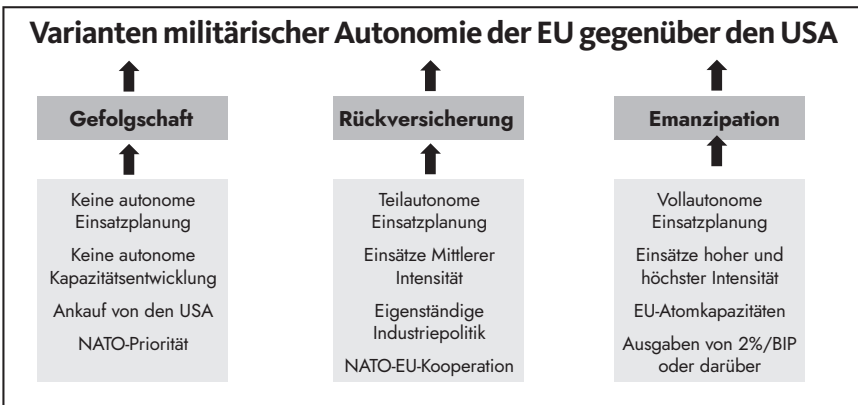 Varianten militärischer Autonomie der EU gegenüber den USA
Gefolgschaft
Keine autonome
Einsatzplanung
Keine autonome
Kapazitätsentwicklung
Ankauf von den USA
NATO-Priorität
Rückversicherung
Teilautonome
Einsatzplanung
Einsätze Mittlerer
Intensität
Eigenständige
Industriepolitik
NATO-EU-Kooperation
Emanzipation
Vollautonome
Einsatzplanung
Einsätze hoher und
höchster Intensität
EU-Atomkapazitäten
Ausgaben von 2%/BIP
oder darüber